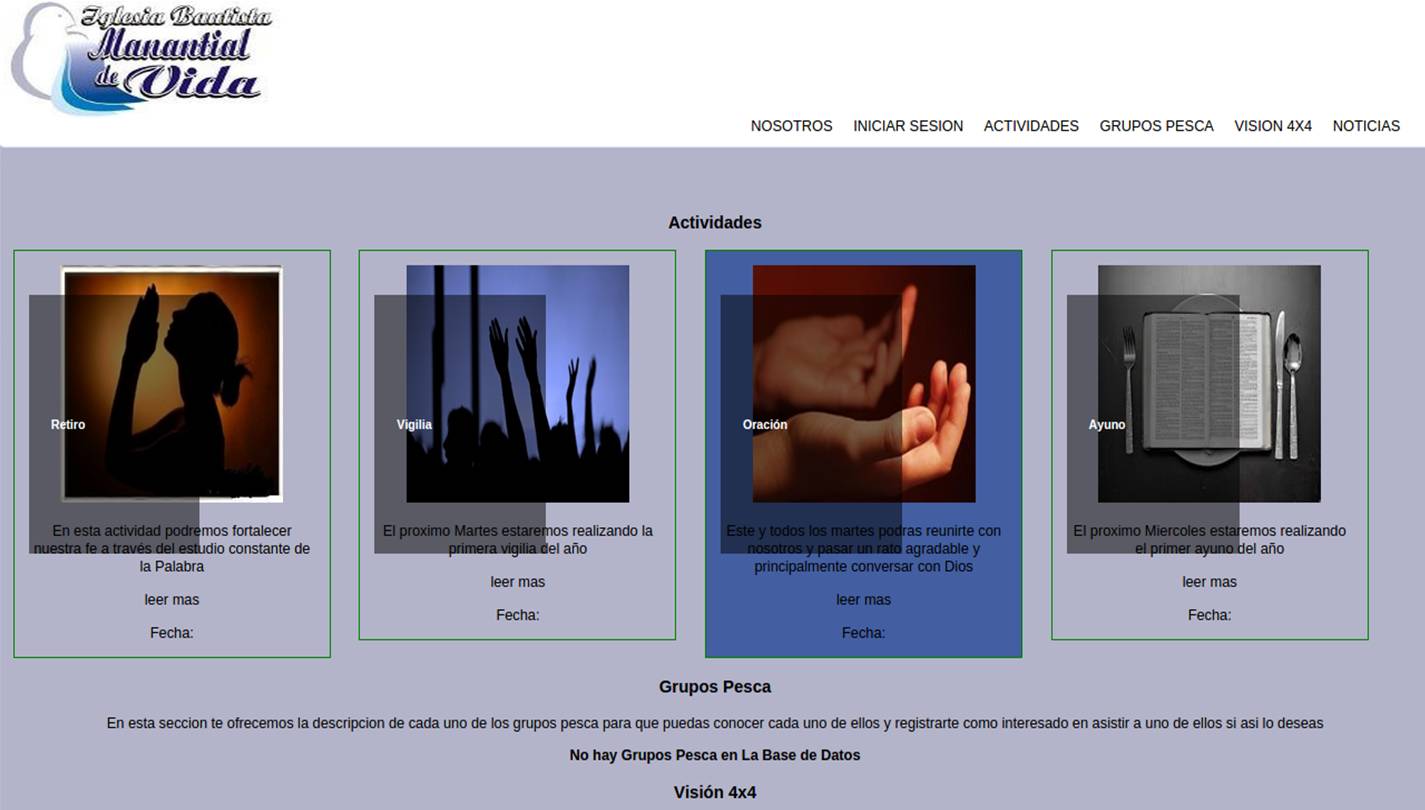 Iglesia Bautista
Manantial
de Vida
NOSOTROS INICIAR SESION ACTIVIDADES GRUPOS PESCA VISION 4X4 NOTICIAS
Actividades
Retiro
En esta actividad podremos fortalecer
nuestra fe a través del estudio constante de
la Palabra
leer mas
Fecha:
Vigilia
El proximo Martes estaremos realizando la
primera vigilia del año
leer mas
Fecha:
Oración
Este y todos los martes podras reunirte con
nosotros y pasar un rato agradable y
principalmente conversar con Dios
leer mas
Fecha:
Ayuno
El proximo Miercoles estaremos realizando
el primer ayuno del año
leer mas
Fecha:
Grupos Pesca
En esta seccion te ofrecemos la descripcion de cada uno de los grupos pesca para que puedas conocer cada uno de ellos y registrarte como interesado en asistir a uno de ellos si asi lo deseas
No hay Grupos Pesca en La Base de Datos
Visión 4x4